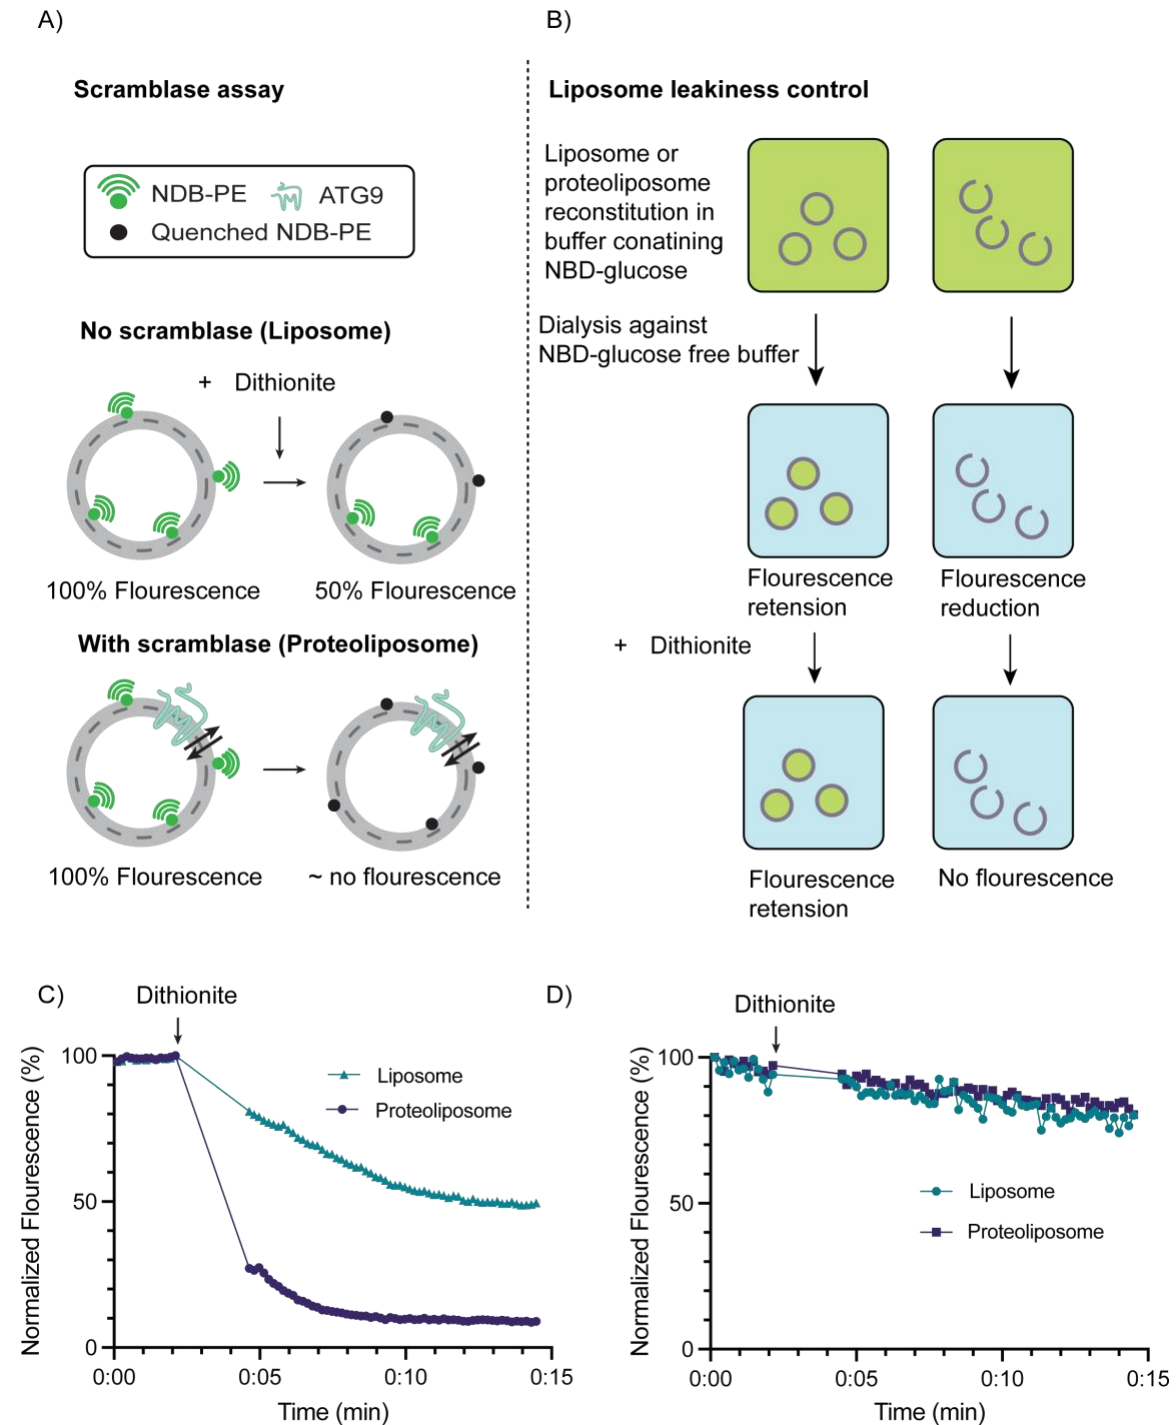 A)
Scramblase assay
NDB-PE
ATG9
Quenched NDB-PE
No scramblase (Liposome)
+ Dithionite
100% Flourescence
50% Flourescence
With scramblase (Proteoliposome)
100% Flourescence
~ no flourescence
B)
Liposome leakiness control
Liposome or
proteoliposome
reconstitution in
buffer conatining
NBD-glucose
Dialysis against
NBD-glucose free buffer
Flourescence
retension
Flourescence
reduction
+ Dithionite
Flourescence
retension
No flourescence
C)
Dithionite
Normalized Flourescence (%)
100
50
0
Liposome
Proteoliposome
0:00
0:05
0:10
0:15
Time (min)
D)
Dithionite
Normalized Flourescence (%)
100
50
0
Liposome
Proteoliposome
0:00
0:05
0:10
0:15
Time (min)